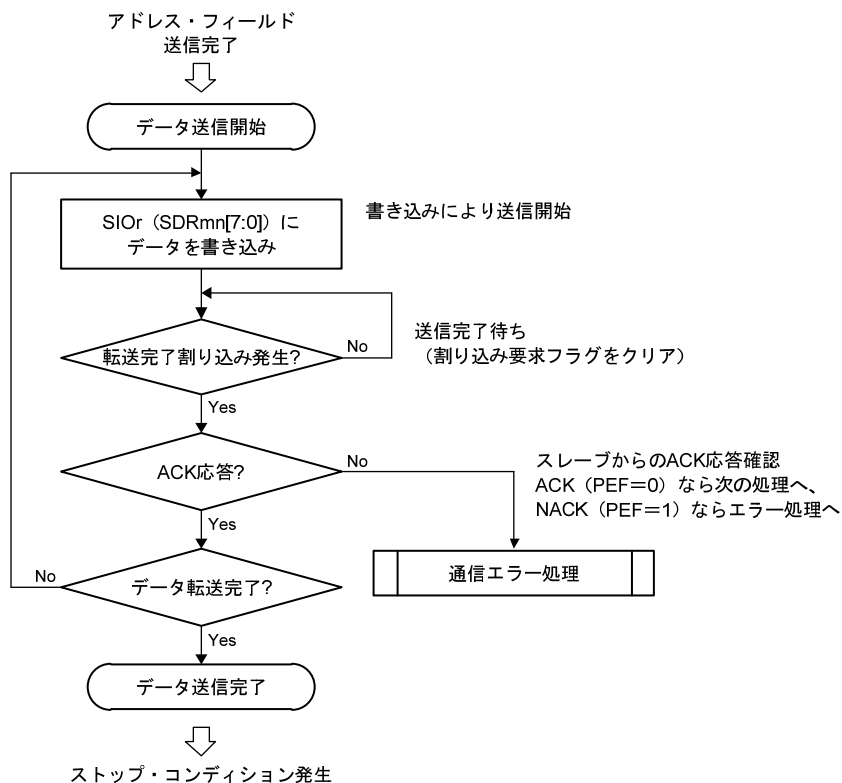 アドレス・フィールド
送信完了
データ送信開始
SIOr（SDRmn[7:0]）に
データを書き込み
書き込みにより送信開始
転送完了割り込み発生?
No
送信完了待ち
（割り込み要求フラグをクリア）
Yes
ACK応答?
No
スレーブからのACK応答確認
ACK（PEF＝0）なら次の処理へ、
NACK（PEF＝1）ならエラー処理へ
Yes
通信エラー処理
No
データ転送完了?
Yes
データ送信完了
ストップ・コンディション発生